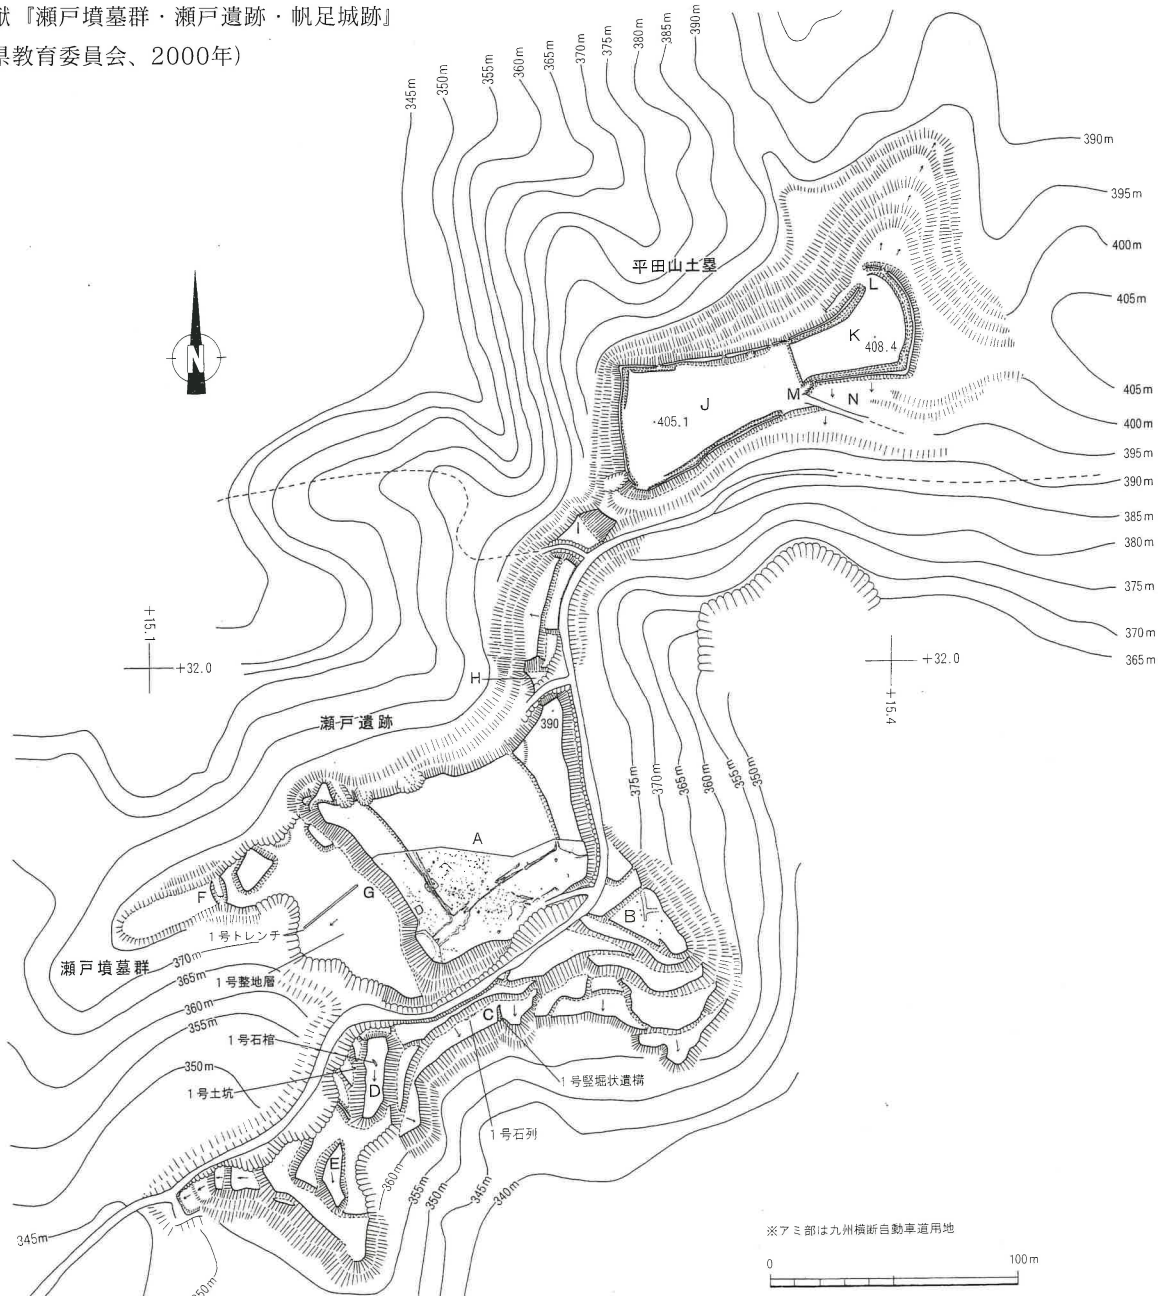 献『瀬戸墳墓群・瀬戸遺跡・帆足城跡』
県教育委員会、2000年）
345m
350m
355m
360m
365m
370m
375m
380m
385m
390m
390m
395m
400m
405m
平田山土塁
L
K
408.4
J
405.1
M
N
405m
400m
395m
390m
385m
380m
375m
370m
365m
N
I
+15.1
+32.0
H
390
瀬戸遺跡
+32.0
+15.4
375m
370m
365m
360m
355m
350m
A
F
G
B
1号トレンチ
瀬戸墳墓群
370m
365m
1号整地層
360m
355m
1号石棺
350m
1号土坑
C
D
1号竪堀状遺構
1号石列
E
360m
355m
350m
345m
340m
345m
350m
※アミ部は九州横断自動車道用地
0
100m